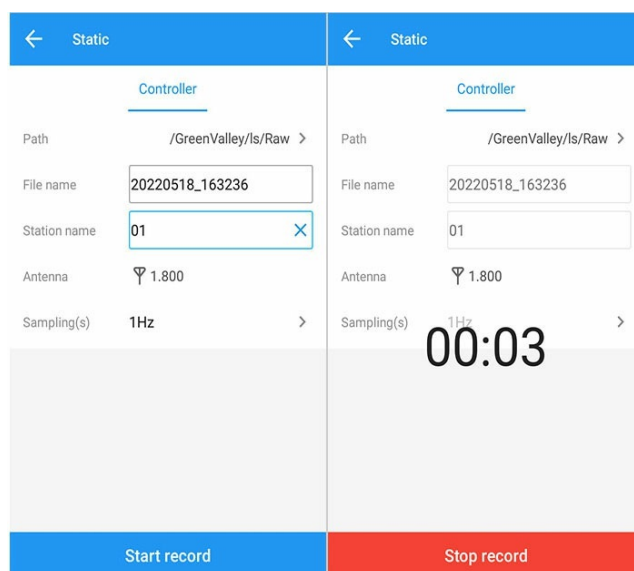 Static
Controller
Path /GreenValley/ls/Raw
File name 20220518_163236
Station name 01
Antenna 1.800
Sampling(s) 1Hz
Start record
Static
Controller
Path /GreenValley/ls/Raw
File name 20220518_163236
Station name 01
Antenna 1.800
Sampling(s) 1Hz
00:03
Stop record